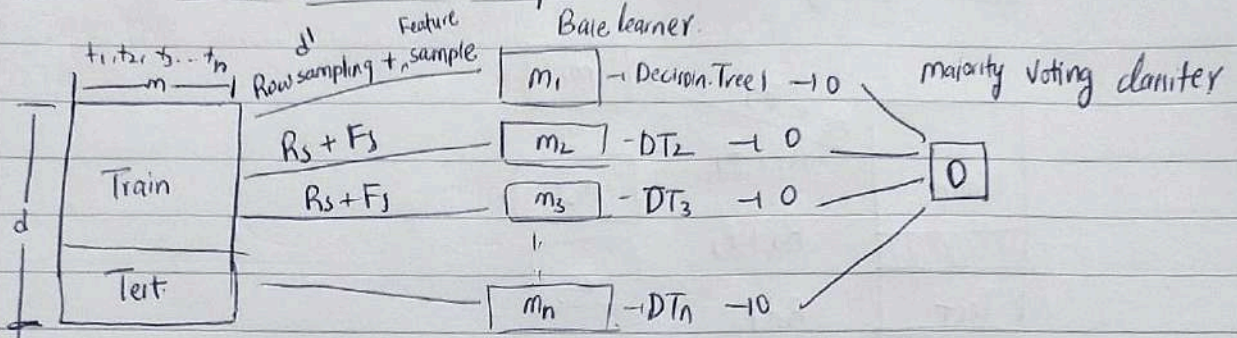 Feature
Base learner.
f1, f2, f3... fn
d'
Row sampling + sample
m
m1 → Decision.Tree1 → 0
majority voting classifier
Rs + Fs
m2 - DT2 → 0
Train
Rs + Fs
m3 - DT3 → 0
0
d
Test
mn → DTn → 0